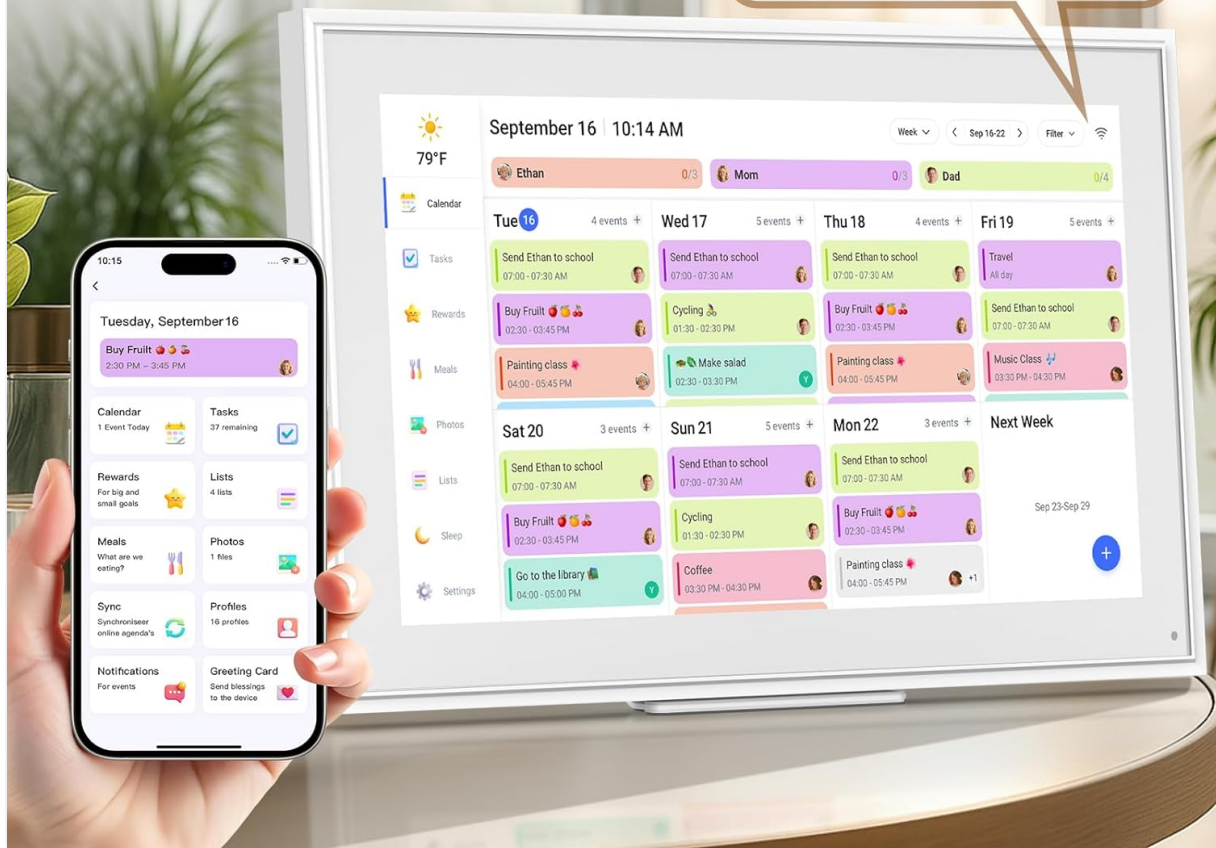 10:15
Tuesday, September 16
Buy Fruilt
2:30 PM – 3:45 PM
Calendar
1 Event Today
Tasks
37 remaining
Rewards
For big and
small goals
Lists
4 lists
Meals
What are we
eating?
Photos
1 files
Sync
Synchroniser
online agenda's
Profiles
16 profiles
Notifications
For events
Greeting Card
Send blessings
to the device
79°F
Calendar
Tasks
Rewards
Meals
Photos
Lists
Sleep
Settings
September 16 | 10:14 AM
Week
Sep 16-22
Filter
Ethan 0/3
Mom 0/3
Dad 0/4
Tue 16 4 events +
Send Ethan to school
07:00 - 07:30 AM
Buy Fruilt
02:30 - 03:45 PM
Painting class
04:00 - 05:45 PM
Wed 17 5 events +
Send Ethan to school
07:00 - 07:30 AM
Cycling
01:30 - 02:30 PM
Make salad
02:30 - 03:30 PM
Y
Thu 18 4 events +
Send Ethan to school
07:00 - 07:30 AM
Buy Fruilt
02:30 - 03:45 PM
Painting class
04:00 - 05:45 PM
Fri 19 5 events +
Travel
All day
Send Ethan to school
07:00 - 07:30 AM
Music Class
03:30 PM - 04:30 PM
Sat 20 3 events +
Send Ethan to school
07:00 - 07:30 AM
Buy Fruilt
02:30 - 03:45 PM
Go to the library
04:00 - 05:00 PM
Y
Sun 21 5 events +
Send Ethan to school
07:00 - 07:30 AM
Cycling
01:30 - 02:30 PM
Coffee
03:30 PM - 04:30 PM
Mon 22 3 events +
Send Ethan to school
07:00 - 07:30 AM
Buy Fruilt
02:30 - 03:45 PM
Painting class
04:00 - 05:45 PM
+1
Next Week
Sep 23-Sep 29
+